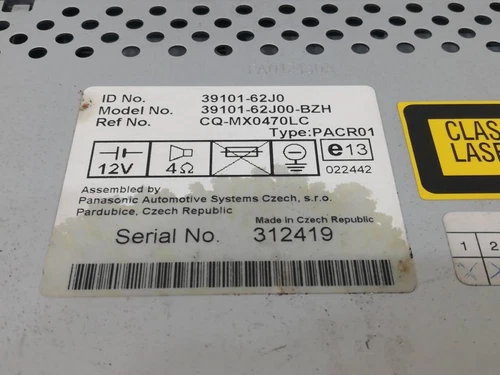 ID No. 39101-62J0
Model No. 39101-62J00-BZH
Ref No. CQ-MX0470LC
Type:PACR01
12V
4Ω
e13
022442
Assembled by
Panasonic Automotive Systems Czech, s.r.o.
Pardubice, Czech Republic
Made in Czech Republic
Serial No. 312419
CLAS
LASE
1 2